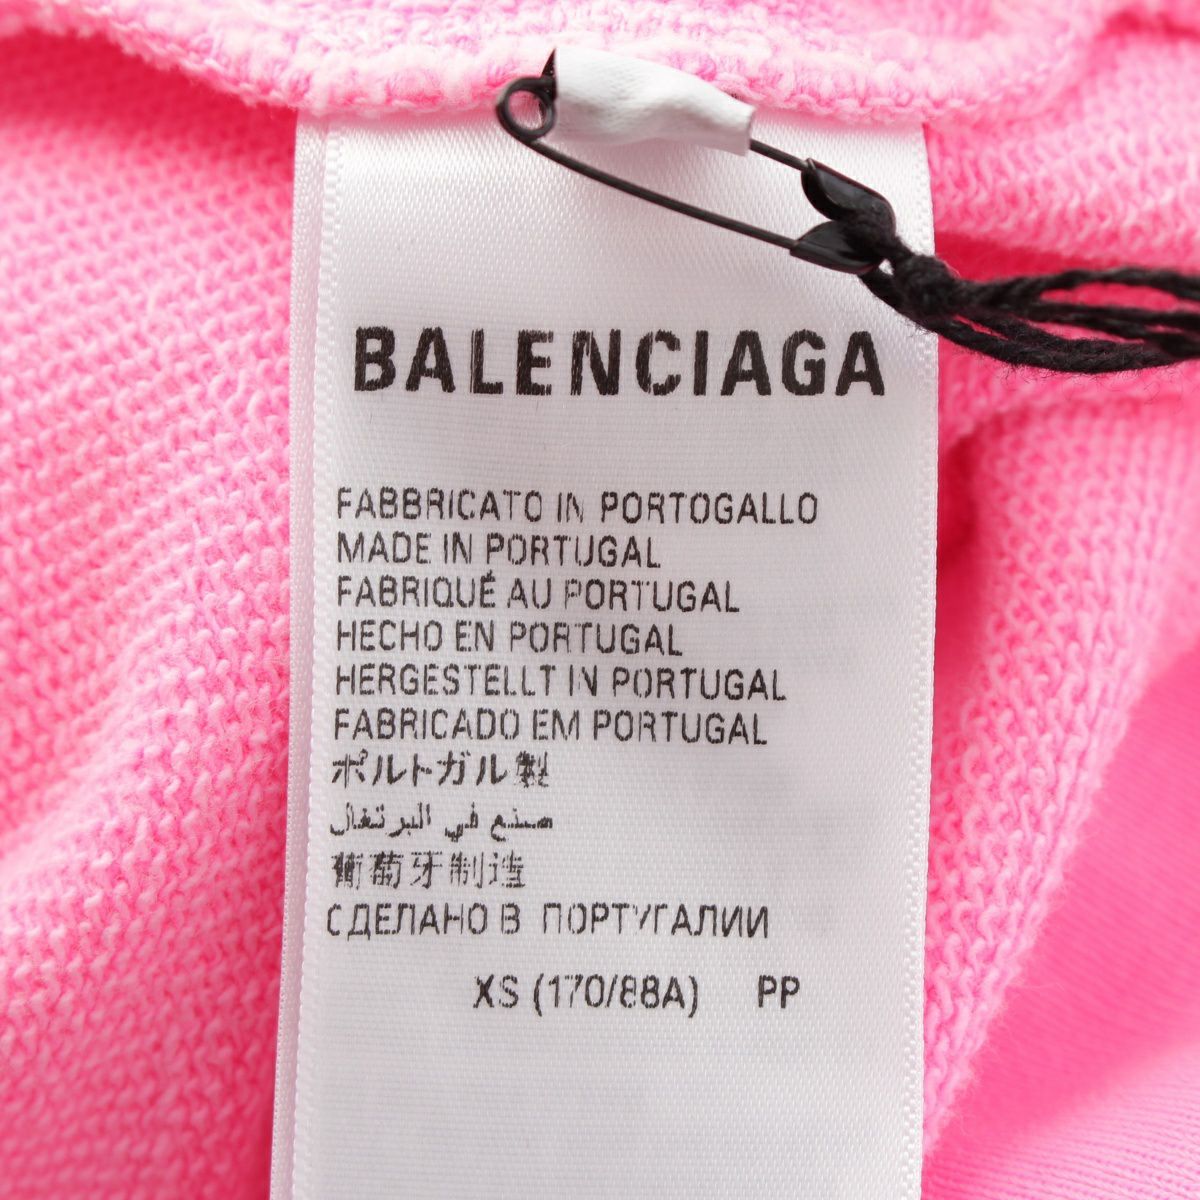 BALENCIAGA
FABBRICATO IN PORTOGALLO
MADE IN PORTUGAL
FABRIQUÉ AU PORTUGAL
HECHO EN PORTUGAL
HERGESTELLT IN PORTUGAL
FABRICADO EM PORTUGAL
ポルトガル製
صنع في البرتغال
葡萄牙制造
СДЕЛАНО В ПОРТУГАЛИИ
XS (170/88A) PP